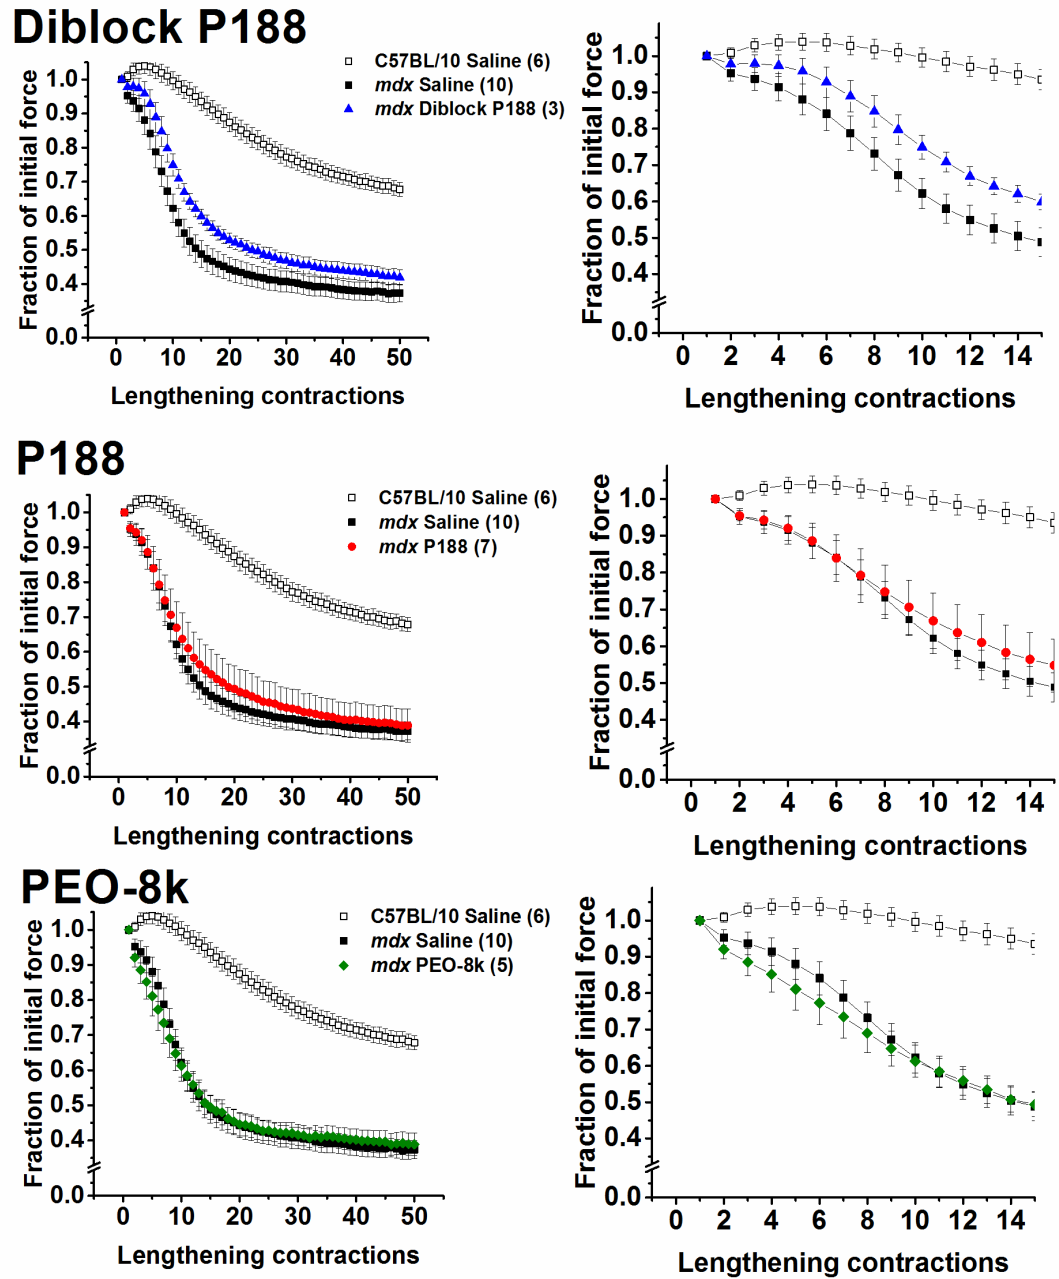 Diblock P188
C57BL/10 Saline (6)
mdx Saline (10)
mdx Diblock P188 (3)
Fraction of initial force
1.0
0.9
0.8
0.7
0.6
0.5
0.4
0.0
0 10 20 30 40 50
Lengthening contractions
Fraction of initial force
1.0
0.9
0.8
0.7
0.6
0.5
0.4
0.0
0 2 4 6 8 10 12 14
Lengthening contractions
P188
C57BL/10 Saline (6)
mdx Saline (10)
mdx P188 (7)
Fraction of initial force
1.0
0.9
0.8
0.7
0.6
0.5
0.4
0.0
0 10 20 30 40 50
Lengthening contractions
Fraction of initial force
1.0
0.9
0.8
0.7
0.6
0.5
0.4
0.0
0 2 4 6 8 10 12 14
Lengthening contractions
PEO-8k
C57BL/10 Saline (6)
mdx Saline (10)
mdx PEO-8k (5)
Fraction of initial force
1.0
0.9
0.8
0.7
0.6
0.5
0.4
0.0
0 10 20 30 40 50
Lengthening contractions
Fraction of initial force
1.0
0.9
0.8
0.7
0.6
0.5
0.4
0.0
0 2 4 6 8 10 12 14
Lengthening contractions